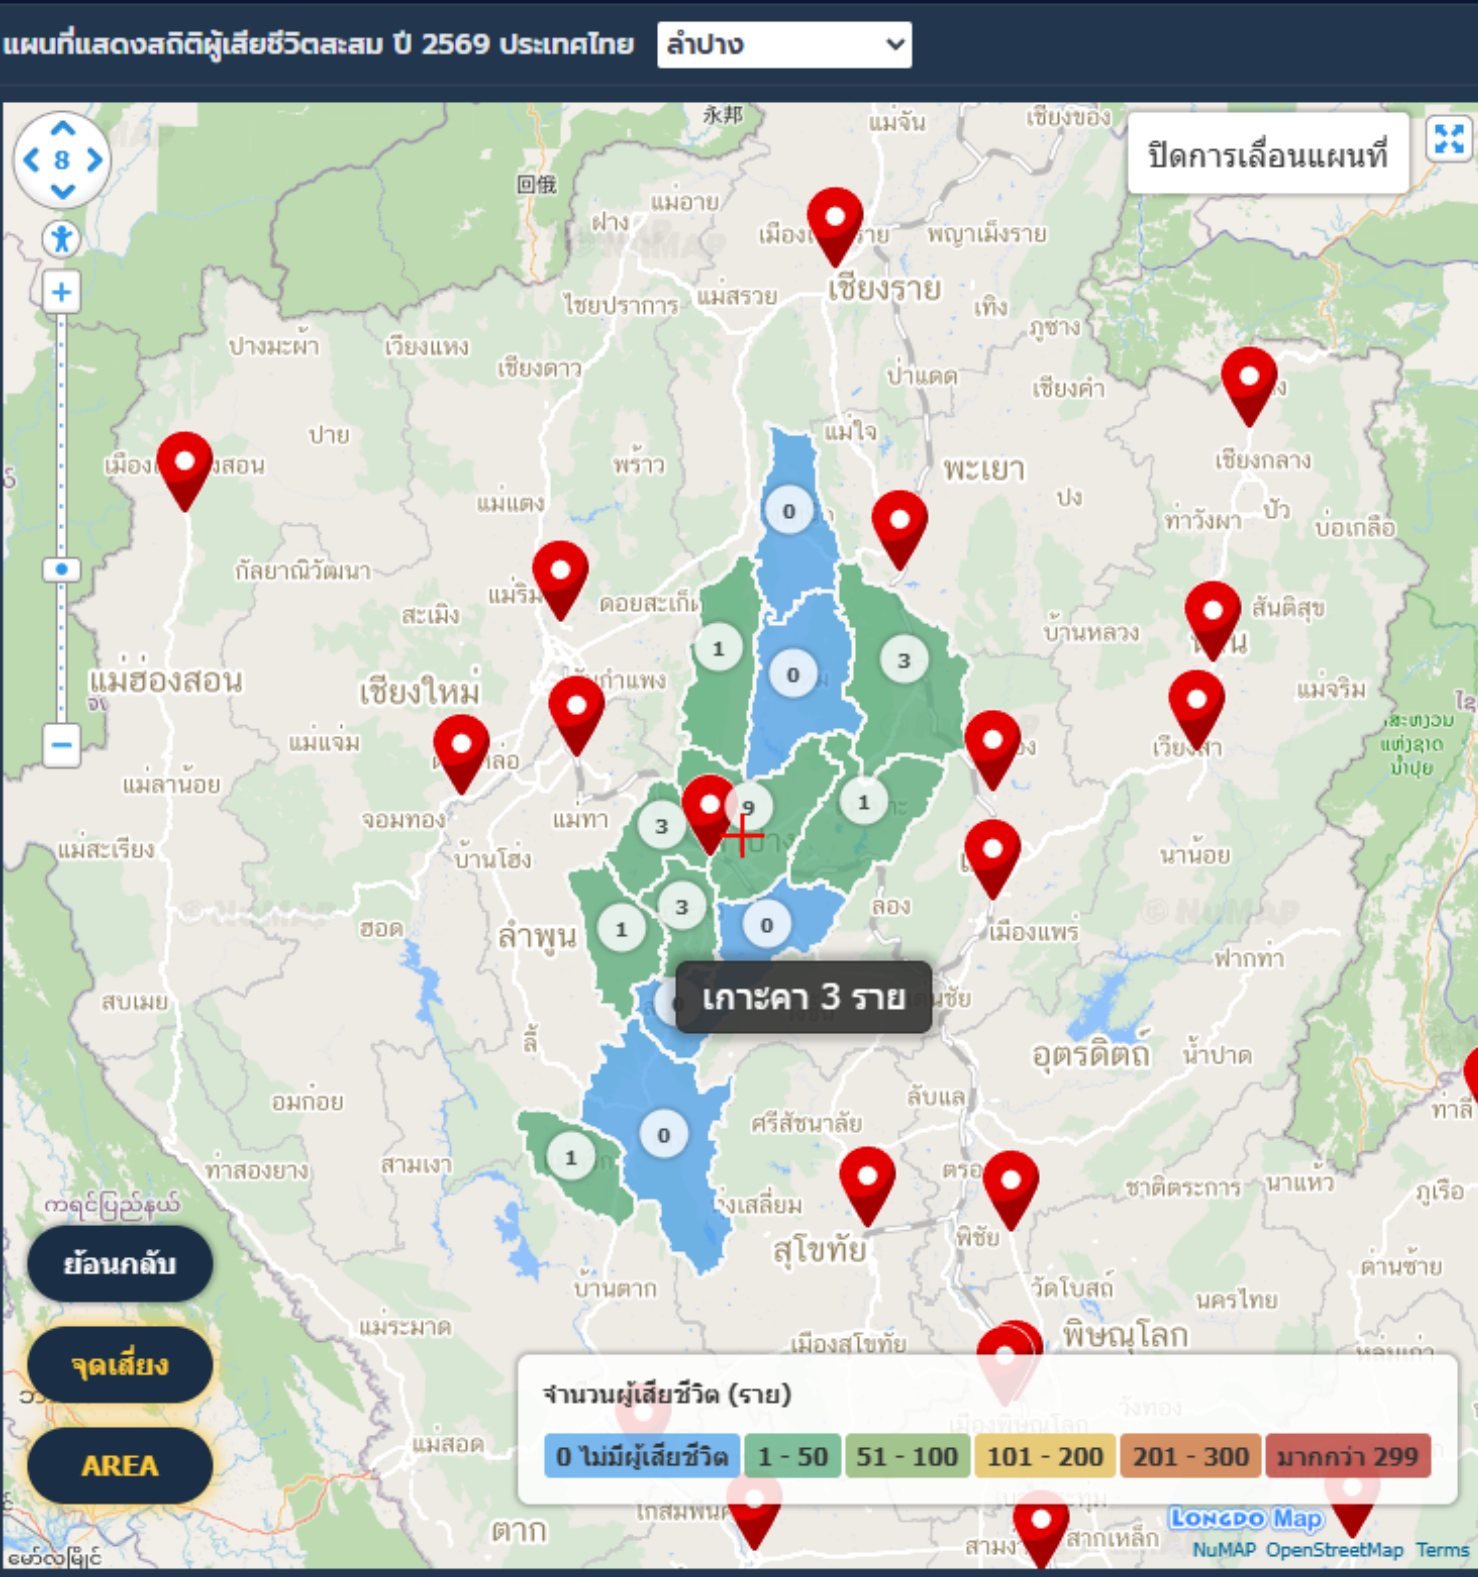 แผนที่แสดงสถิติผู้เสียชีวิตสะสม ปี 2569 ประเทศไทย
ลำปาง
ปิดการเลื่อนแผนที่
8
永邦
แม่จัน
เชียงของ
回俄
แม่อาย
ฝาง
พญาเม็งราย
เชียงราย
ไชยปราการ
แม่สรวย
เทิง
ภูซาง
ปางมะผ้า
เวียงแหง
เชียงดาว
ป่าแดด
เชียงคำ
ปาย
แม่ใจ
พร้าว
พะเยา
เชียงกลาง
แม่แตง
ปง
ท่าวังผา
ปัว
บ่อเกลือ
0
กัลยาณิวัฒนา
แม่ริม
สะเมิง
สันติสุข
บ้านหลวง
1
0
3
แม่ฮ่องสอน
เชียงใหม่
แม่จริม
แม่แจ่ม
แม่ลาน้อย
จอมทอง
แม่ทา
3
9
1
แม่สะเรียง
บ้านโฮ่ง
นาน้อย
ฮอด
ลำพูน
1
3
0
ลอง
เมืองแพร่
ฟากท่า
สบเมย
เกาะคา 3 ราย
ลี้
อุตรดิตถ์
น้ำปาด
อมก๋อย
ลับแล
ท่าลี่
0
ศรีสัชนาลัย
ท่าสองยาง
สามเงา
1
ชาติตระการ
นาแห้ว
ภูเรือ
ကရင်ပြည်နယ်
สุโขทัย
พิชัย
ย้อนกลับ
ด่านซ้าย
บ้านตาก
วัดโบสถ์
นครไทย
แม่ระมาด
เมืองสุโขทัย
พิษณุโลก
จุดเสี่ยง
จำนวนผู้เสียชีวิต (ราย)
0 ไม่มีผู้เสียชีวิต
1 - 50
51 - 100
101 - 200
201 - 300
มากกว่า 299
แม่สอด
AREA
ตาก
สากเหล็ก
LONGDO Map
NuMAP OpenStreetMap Terms